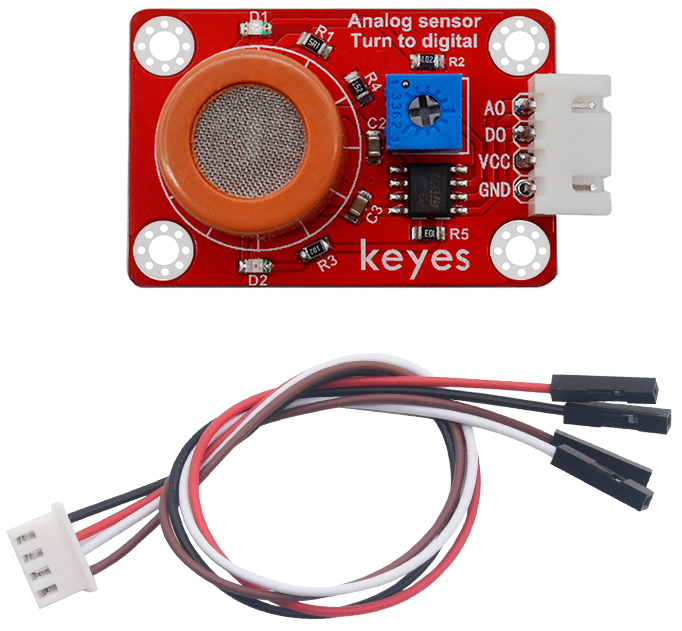 D1
Analog sensor
Turn to digital
R1
R2
R4
C2
3362
AO
DO
VCC
GND
C3
R5
R3
D2
keyes